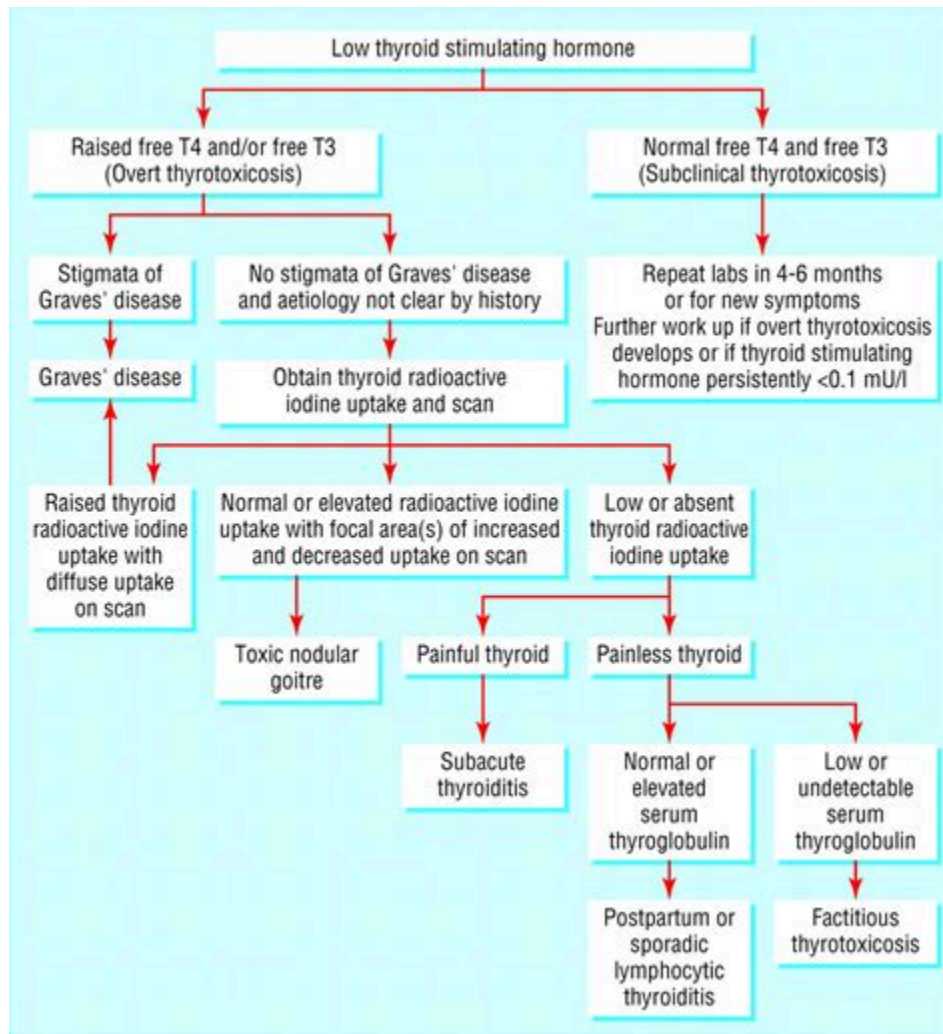 Low thyroid stimulating hormone
Raised free T4 and/or free T3
(Overt thyrotoxicosis)
Normal free T4 and free T3
(Subclinical thyrotoxicosis)
Stigmata of
Graves' disease
No stigmata of Graves' disease
and aetiology not clear by history
Repeat labs in 4-6 months
or for new symptoms
Further work up if overt thyrotoxicosis
develops or if thyroid stimulating
hormone persistently <0.1 mU/l
Graves' disease
Obtain thyroid radioactive
iodine uptake and scan
Raised thyroid
radioactive iodine
uptake with
diffuse uptake
on scan
Normal or elevated radioactive iodine
uptake with focal area(s) of increased
and decreased uptake on scan
Low or absent
thyroid radioactive
iodine uptake
Toxic nodular
goitre
Painful thyroid
Painless thyroid
Subacute
thyroiditis
Normal or
elevated
serum
thyroglobulin
Low or
undetectable
serum
thyroglobulin
Postpartum or
sporadic
lymphocytic
thyroiditis
Factitious
thyrotoxicosis